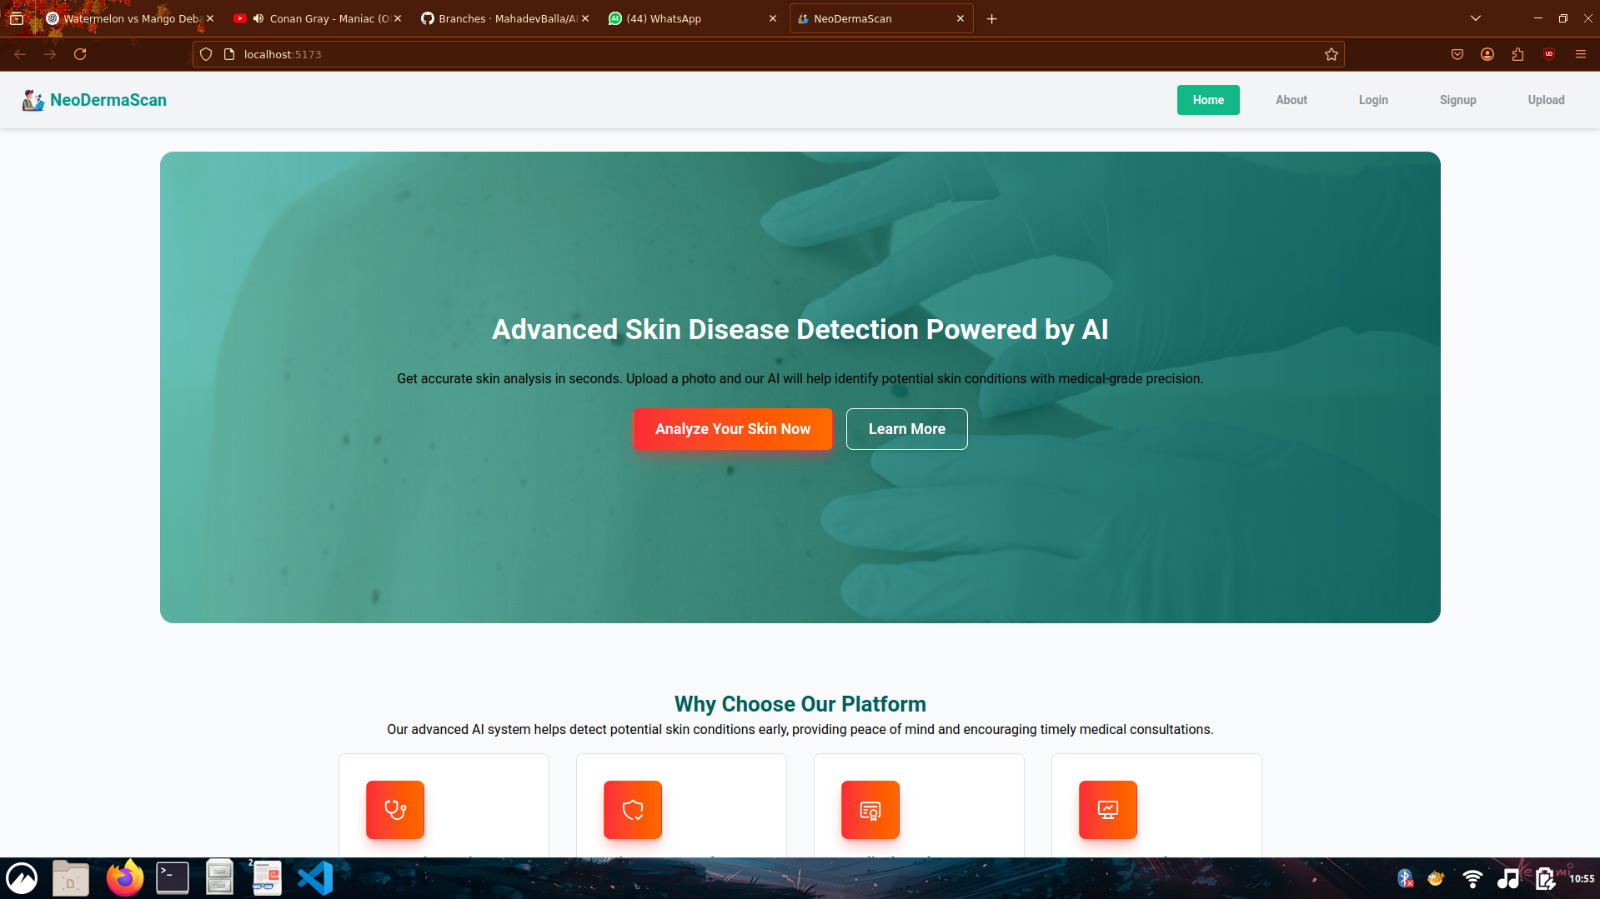 Watermelon vs Mango Deba
Conan Gray - Maniac (O
Branches · MahadevBalla/A
(44) WhatsApp
NeoDermaScan
localhost:5173
NeoDermaScan
Home
About
Login
Signup
Upload
Advanced Skin Disease Detection Powered by AI
Get accurate skin analysis in seconds. Upload a photo and our AI will help identify potential skin conditions with medical-grade precision.
Analyze Your Skin Now
Learn More
Why Choose Our Platform
Our advanced AI system helps detect potential skin conditions early, providing peace of mind and encouraging timely medical consultations.
2
10:55